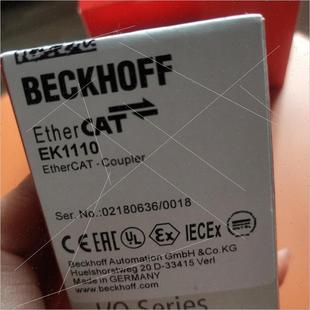 BECKHOFF
EtherCAT
EK1110
EtherCAT-Coupler
Ser. No.:02180636/0018
CE EAC UL Ex IECEx
Beckhoff Automation GmbH &Co.KG
Huelshorstweg 20 D-33415 Verl
Made in GERMANY
www.beckhoff.com
I/O Series